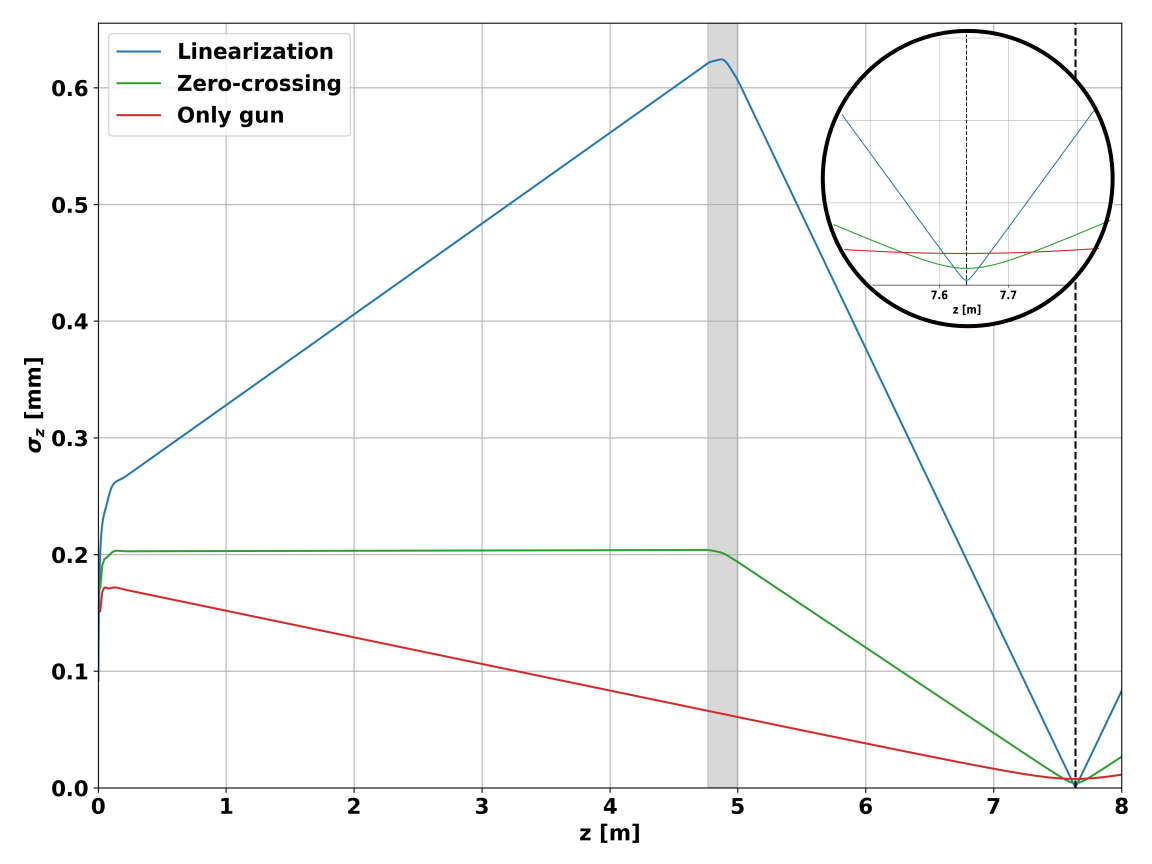 Linearization
Zero-crossing
Only gun
0.6
0.5
0.4
0.3
0.2
0.1
0.0
σz [mm]
0 1 2 3 4 5 6 7 8
z [m]
7.6 7.7
z [m]